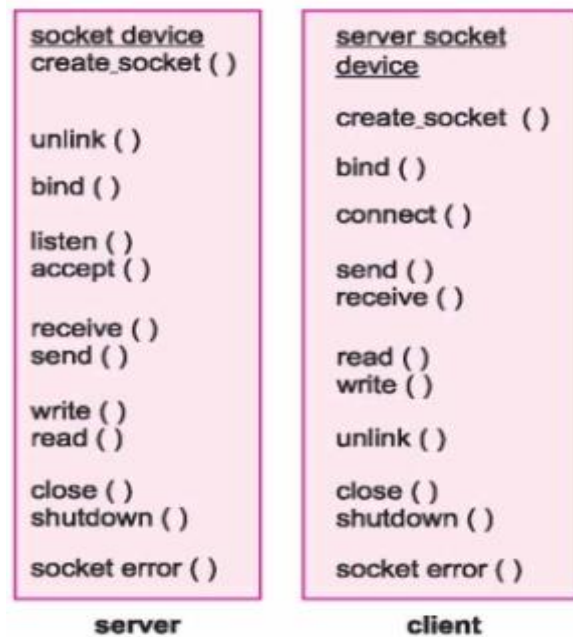 socket device
create_socket ( )
unlink ( )
bind ( )
listen ( )
accept ( )
receive ( )
send ( )
write ( )
read ( )
close ( )
shutdown ( )
socket error ( )
server
server socket
device
create_socket ( )
bind ( )
connect ( )
send ( )
receive ( )
read ( )
write ( )
unlink ( )
close ( )
shutdown ( )
socket error ( )
client